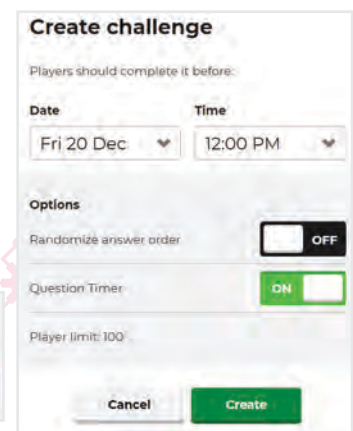 Create challenge
Players should complete it before:
Date Time
Fri 20 Dec 12:00 PM
Options
Randomize answer order OFF
Question Timer ON
Player limit: 100
Cancel Create